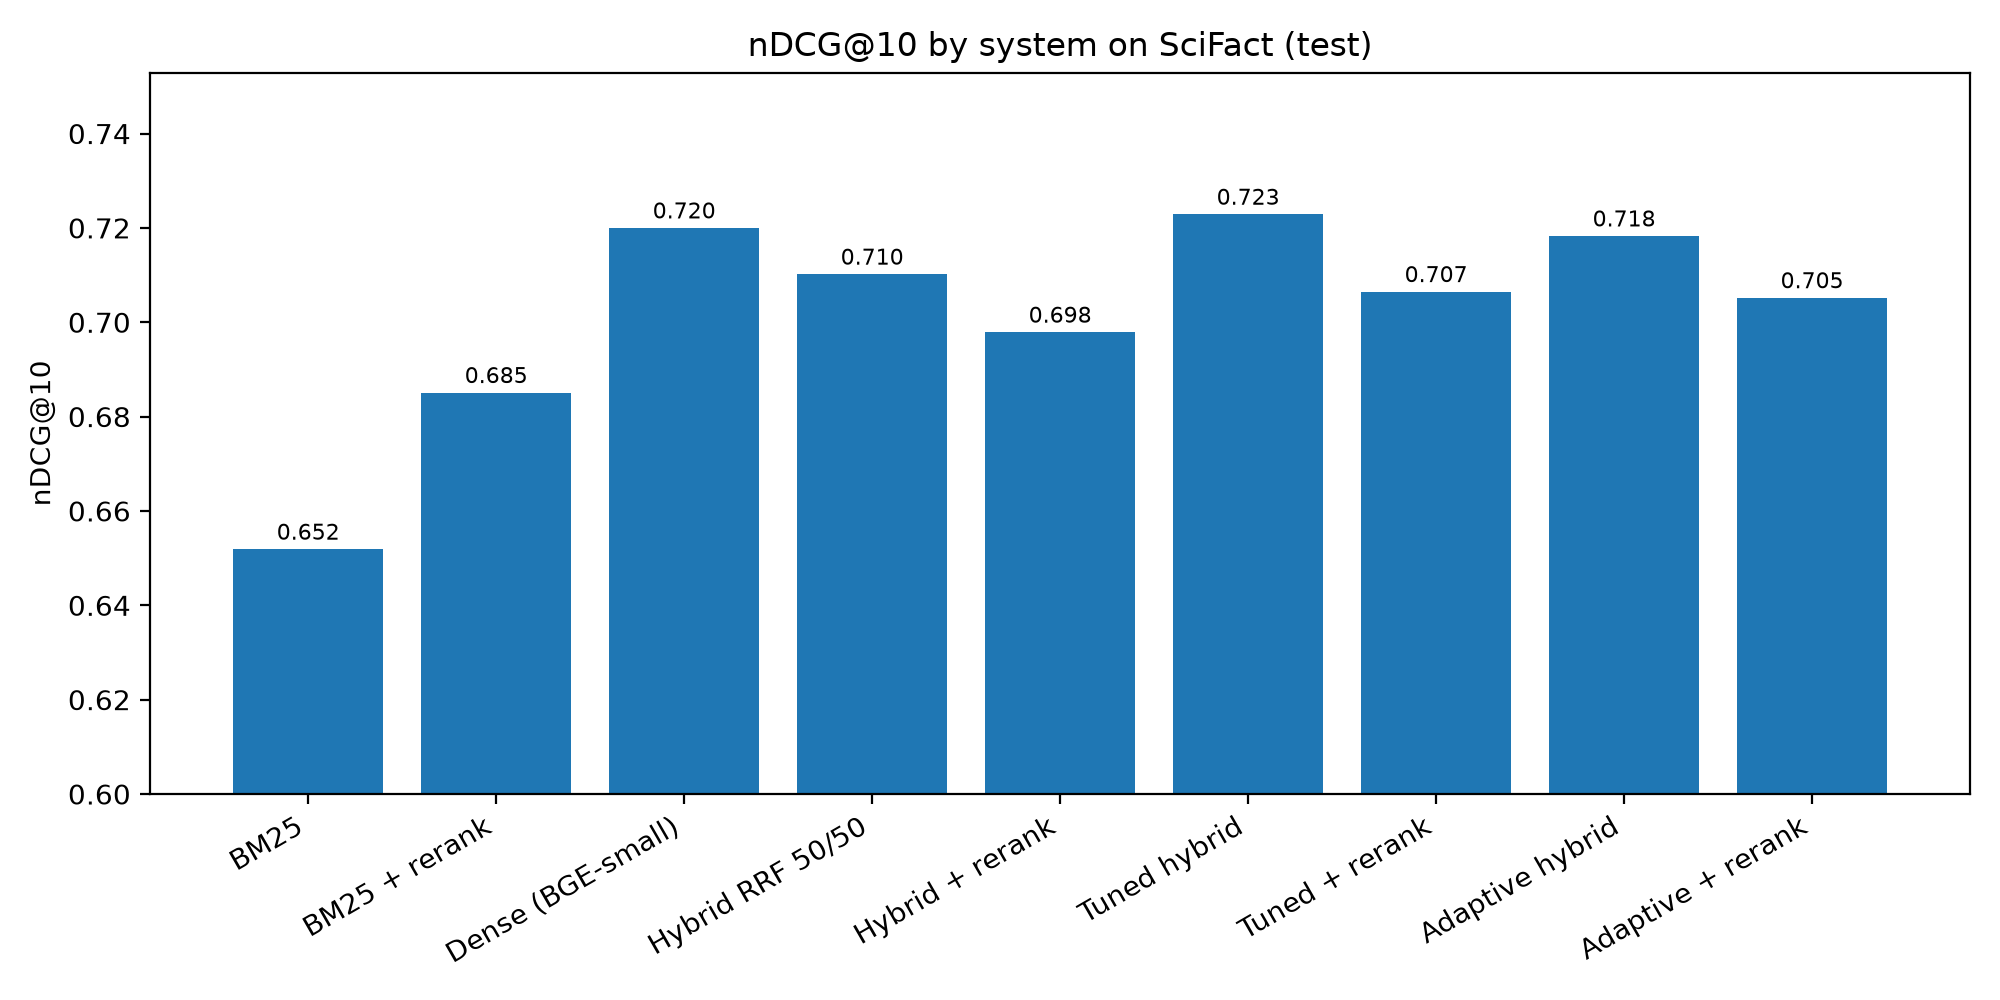 nDCG@10 by system on SciFact (test)
nDCG@10
0.74
0.72
0.70
0.68
0.66
0.64
0.62
0.60
0.652
0.685
0.720
0.710
0.698
0.723
0.707
0.718
0.705
BM25
BM25 + rerank
Dense (BGE-small)
Hybrid RRF 50/50
Hybrid + rerank
Tuned hybrid
Tuned + rerank
Adaptive hybrid
Adaptive + rerank